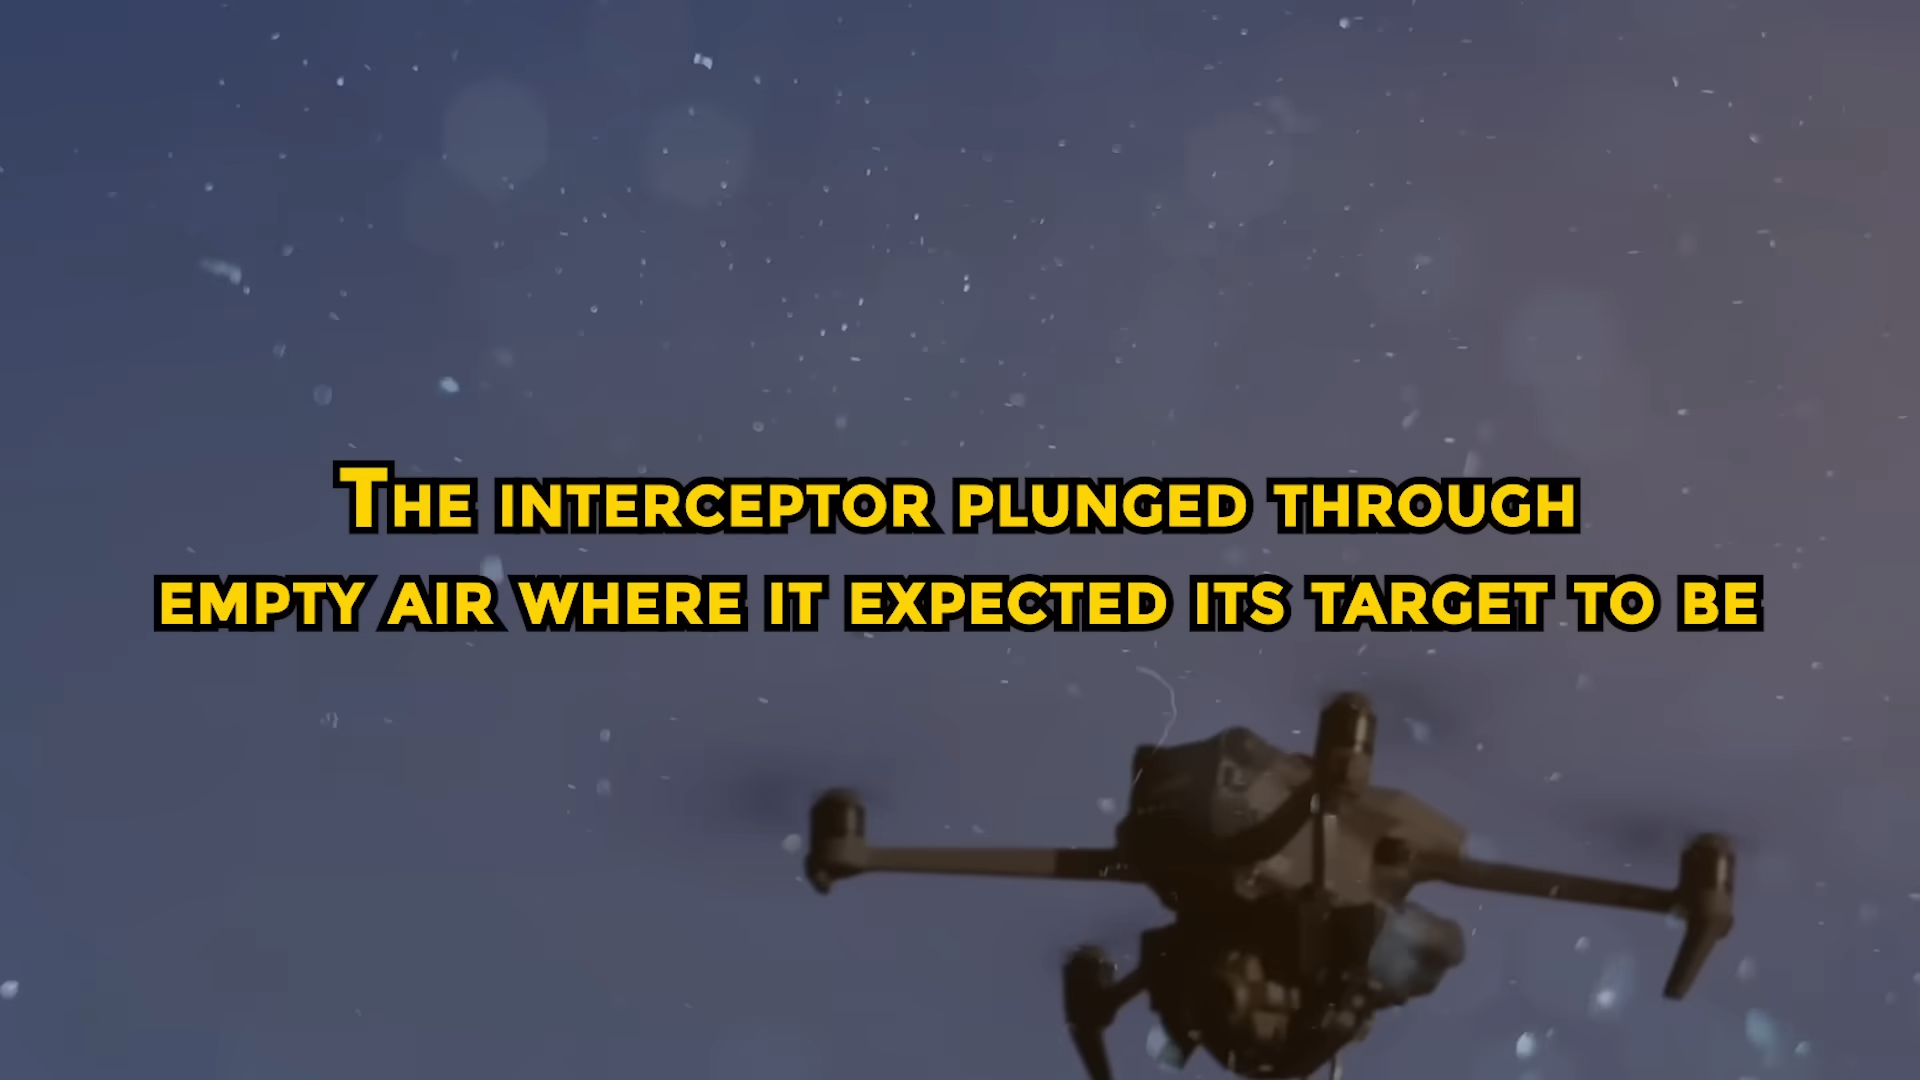 The interceptor plunged through
empty air where it expected its target to be